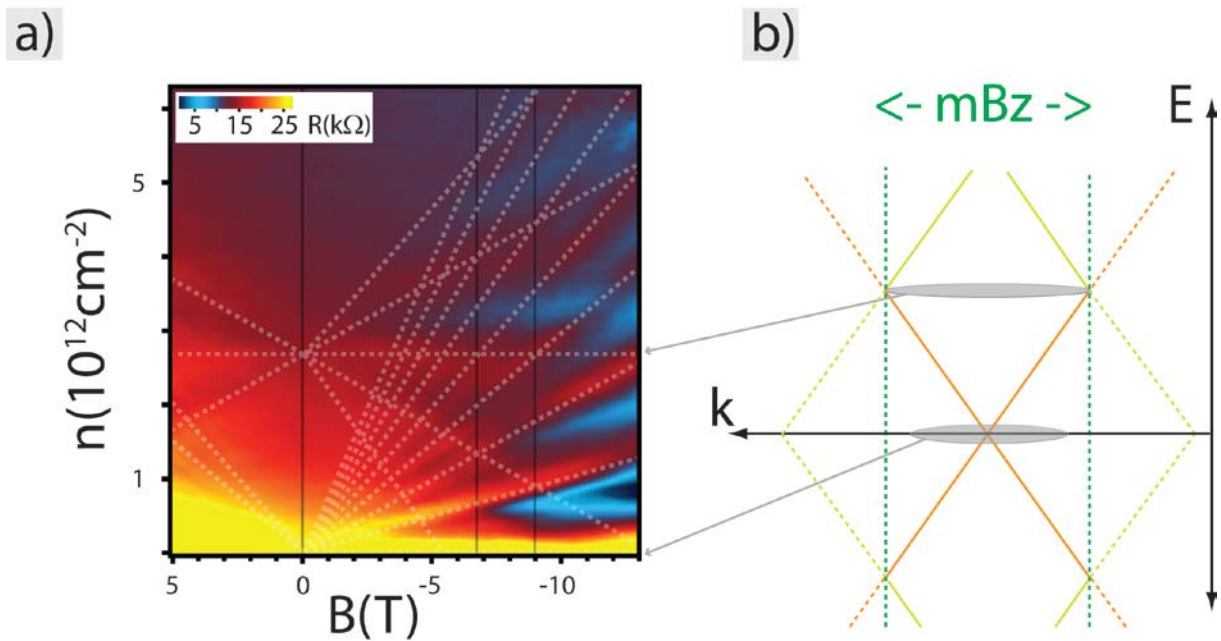 a)
b)
5 15 25 R(kΩ)
<- mBz ->
E
n(10¹²cm⁻²)
5
1
k
5 0 -5 -10
B(T)